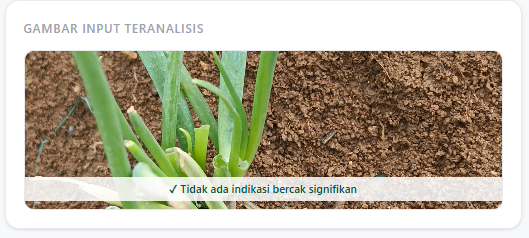 GAMBAR INPUT TERANALISIS
✓ Tidak ada indikasi bercak signifikan